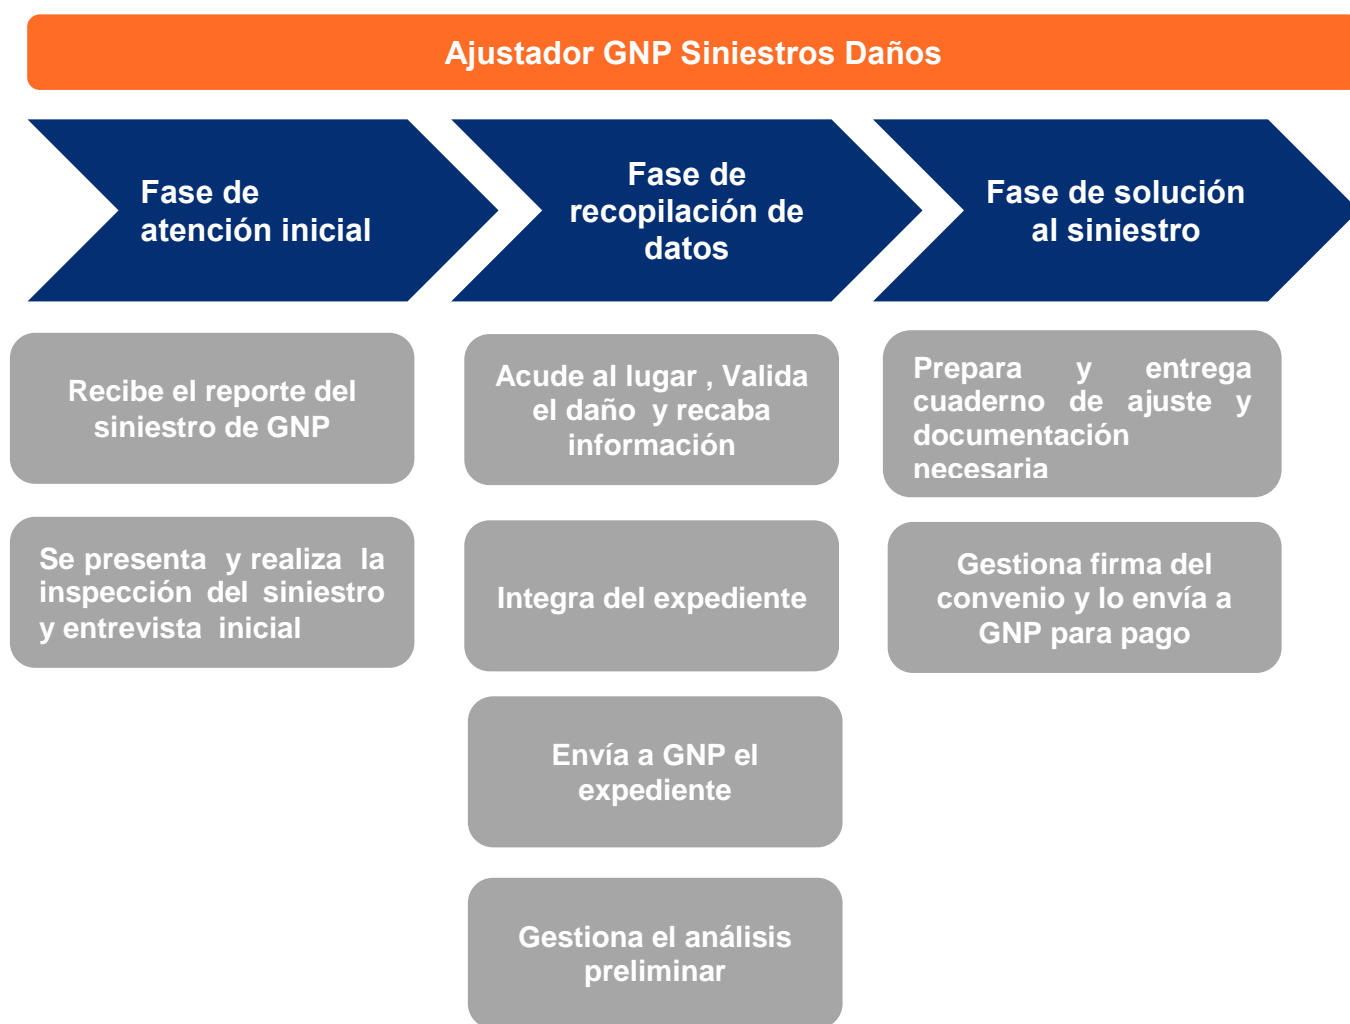 Ajustador GNP Siniestros Daños
Fase de
atención inicial
Fase de
recopilación de
datos
Fase de solución
al siniestro
Recibe el reporte del
siniestro de GNP
Se presenta y realiza la
inspección del siniestro
y entrevista inicial
Acude al lugar , Valida
el daño y recaba
información
Integra del expediente
Envía a GNP el
expediente
Gestiona el análisis
preliminar
Prepara y entrega
cuaderno de ajuste y
documentación
necesaria
Gestiona firma del
convenio y lo envía a
GNP para pago